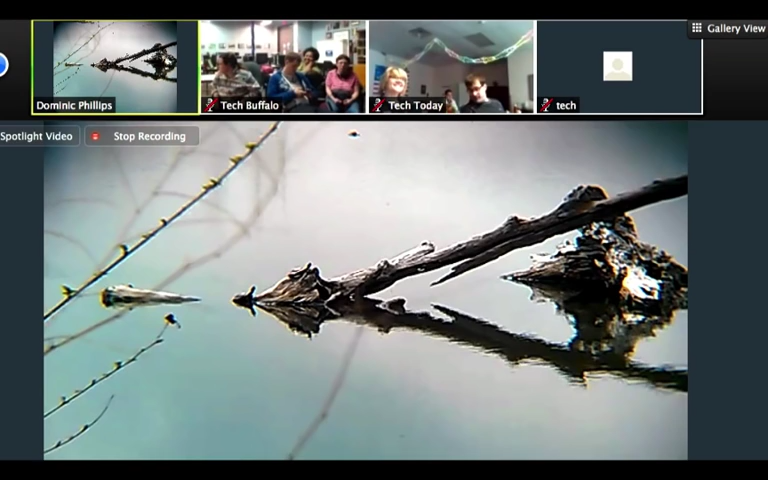 Gallery View
Dominic Phillips
Tech Buffalo
Tech Today
tech
Spotlight Video
Stop Recording